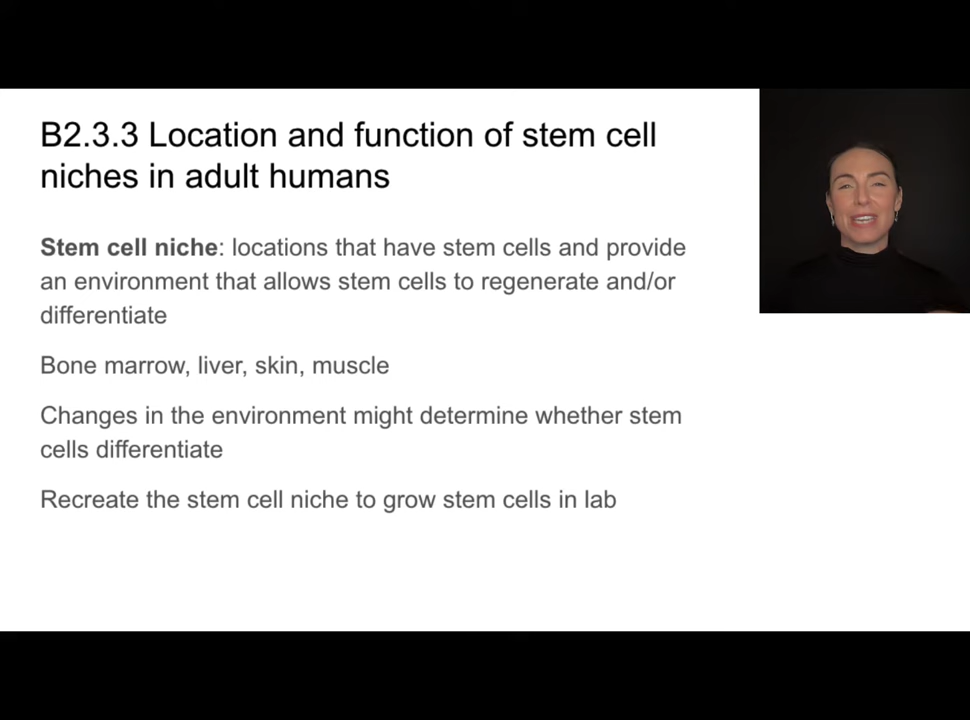 B2.3.3 Location and function of stem cell
niches in adult humans
Stem cell niche: locations that have stem cells and provide
an environment that allows stem cells to regenerate and/or
differentiate
Bone marrow, liver, skin, muscle
Changes in the environment might determine whether stem
cells differentiate
Recreate the stem cell niche to grow stem cells in lab